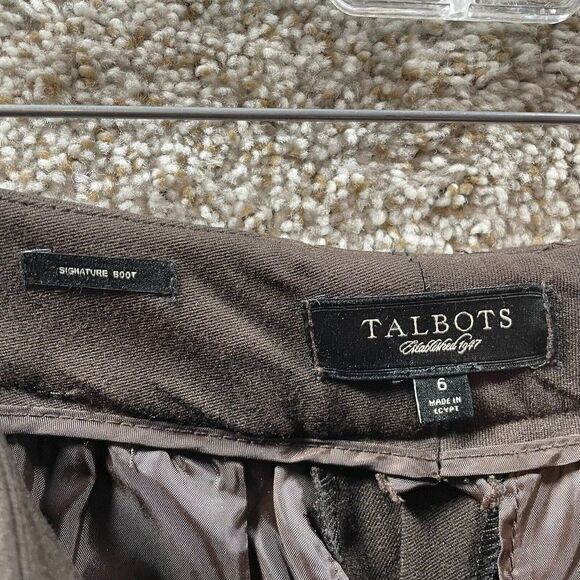 SIGNATURE BOOT
TALBOTS
Established 1947
6
MADE IN
EGYPT